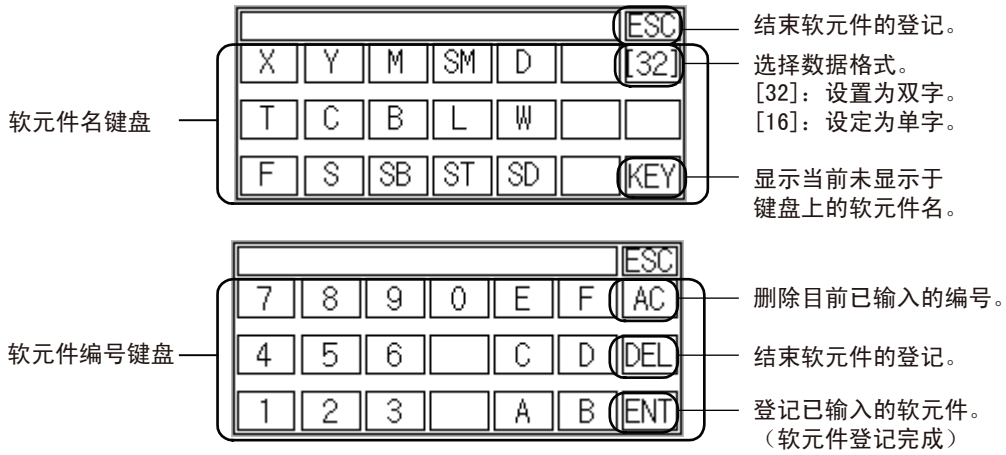 ESC
结束软元件的登记。
X Y M SM D [32]
选择数据格式。
[32]：设置为双字。
[16]：设定为单字。
软元件名键盘
T C B L W
F S SB ST SD KEY
显示当前未显示于
键盘上的软元件名。
ESC
7 8 9 0 E F AC
删除目前已输入的编号。
软元件编号键盘
4 5 6 C D DEL
结束软元件的登记。
1 2 3 A B ENT
登记已输入的软元件。
（软元件登记完成）